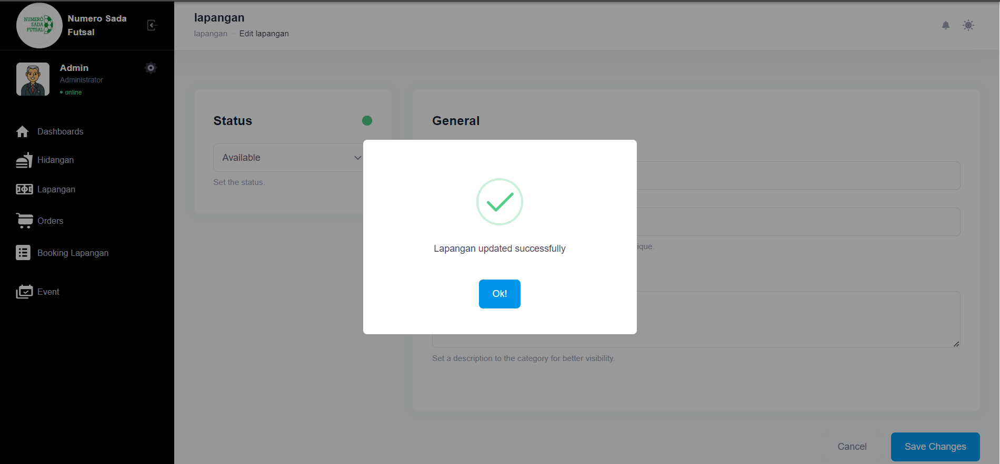 NUMERÓ
SADA
FUTSAL
Numero Sada
Futsal
Admin
Administrator
online
Dashboards
Hidangan
Lapangan
Orders
Booking Lapangan
Event
lapangan
lapangan - Edit lapangan
Status
Available
Set the status.
General
ique.
Set a description to the category for better visibility.
Lapangan updated successfully
Ok!
Cancel
Save Changes